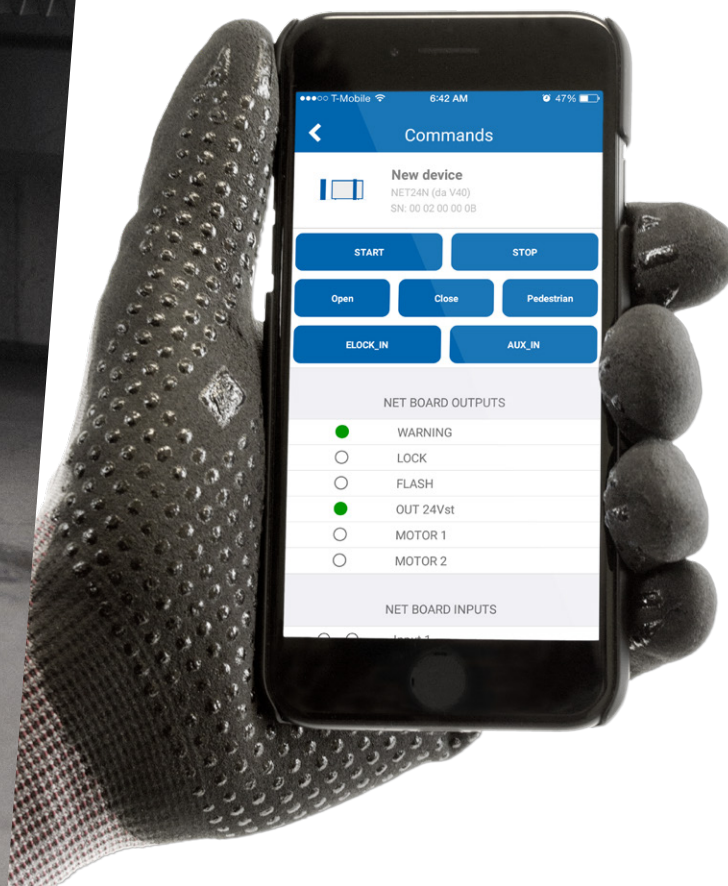 T-Mobile 6:42 AM 47%
Commands
New device
NET24N (da V40)
SN: 00 02 00 00 0B
START STOP
Open Close Pedestrian
ELOCK_IN AUX_IN
NET BOARD OUTPUTS
WARNING
LOCK
FLASH
OUT 24Vst
MOTOR 1
MOTOR 2
NET BOARD INPUTS
Input 1